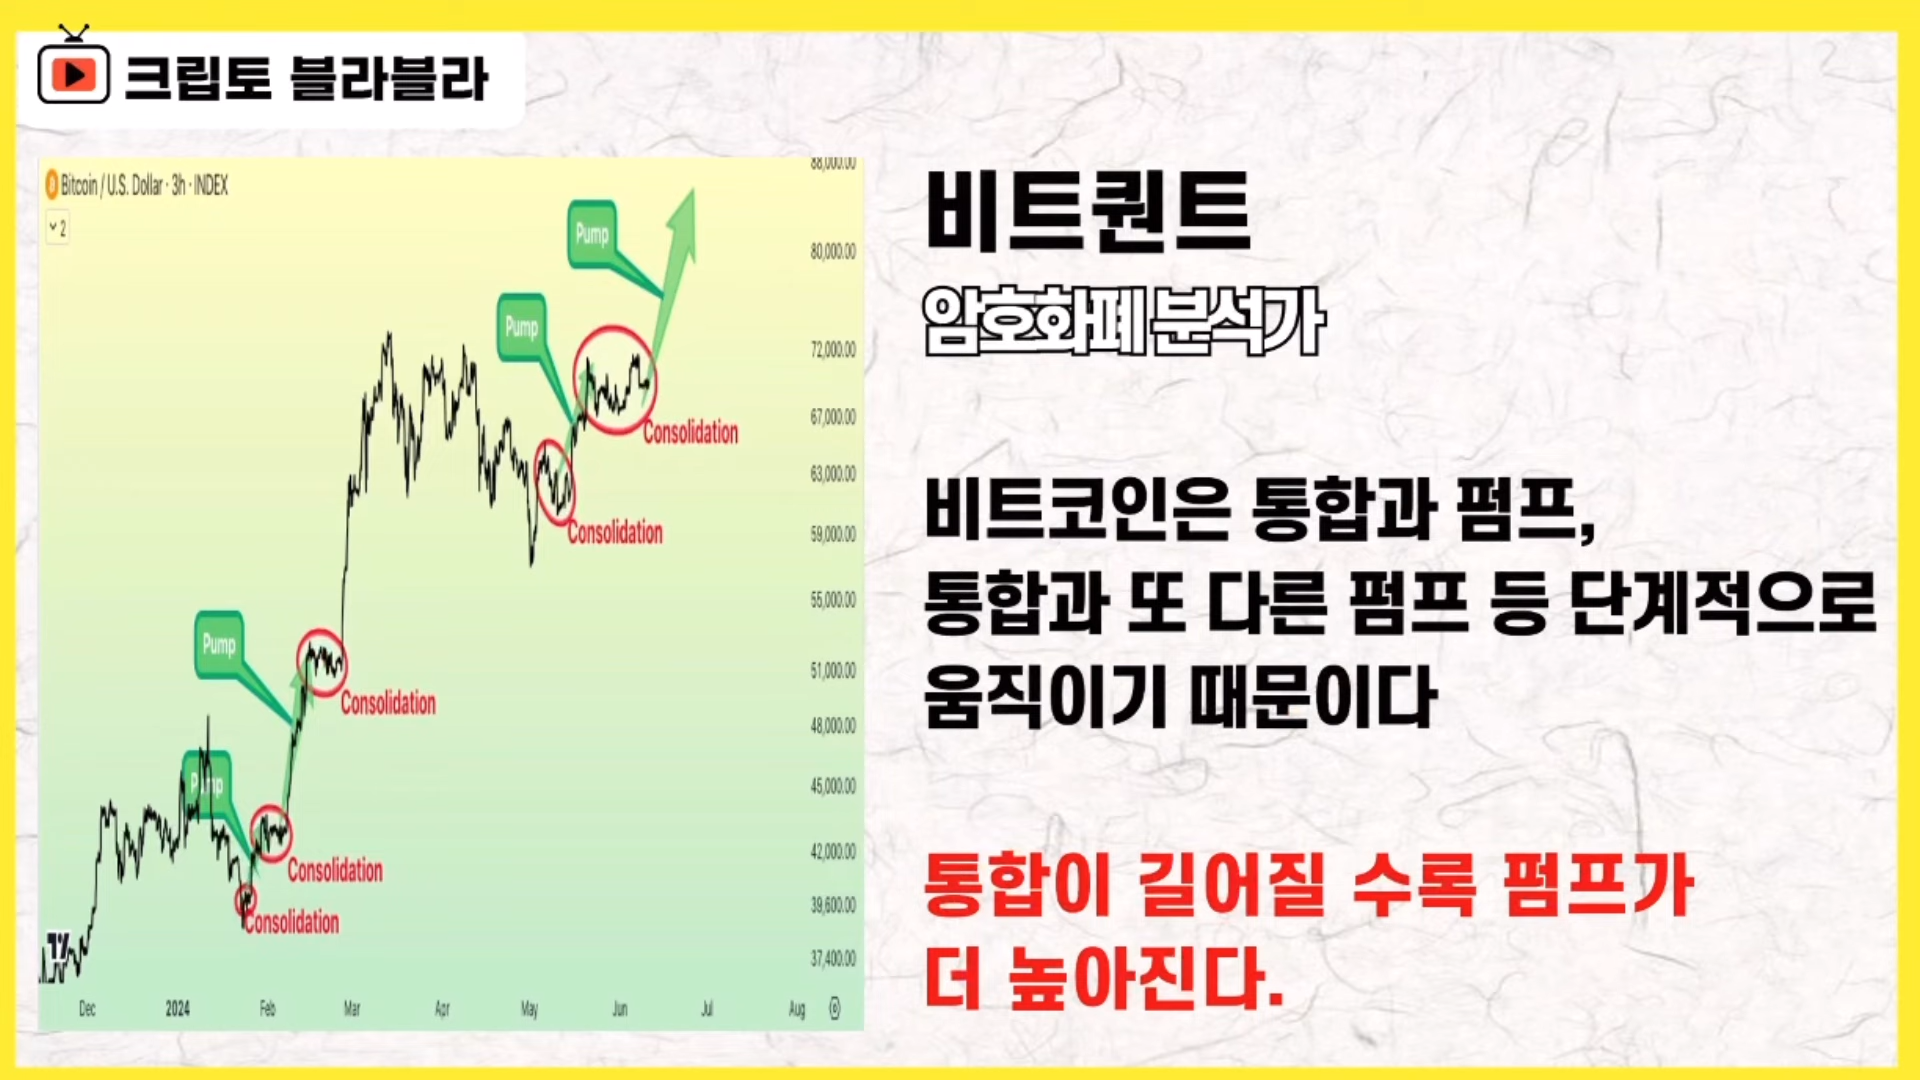 크립토 블라블라
Bitcoin / U.S. Dollar · 3h · INDEX
2
88,000.00
80,000.00
72,000.00
67,000.00
63,000.00
59,000.00
55,000.00
51,000.00
48,000.00
45,000.00
42,000.00
39,600.00
37,400.00
Pump
Pump
Consolidation
Consolidation
Pump
Consolidation
Pump
Consolidation
Consolidation
Dec 2024 Feb Mar Apr May Jun Jul Aug
비트퀀트
암호화폐 분석가
비트코인은 통합과 펌프,
통합과 또 다른 펌프 등 단계적으로
움직이기 때문이다
통합이 길어질 수록 펌프가
더 높아진다.